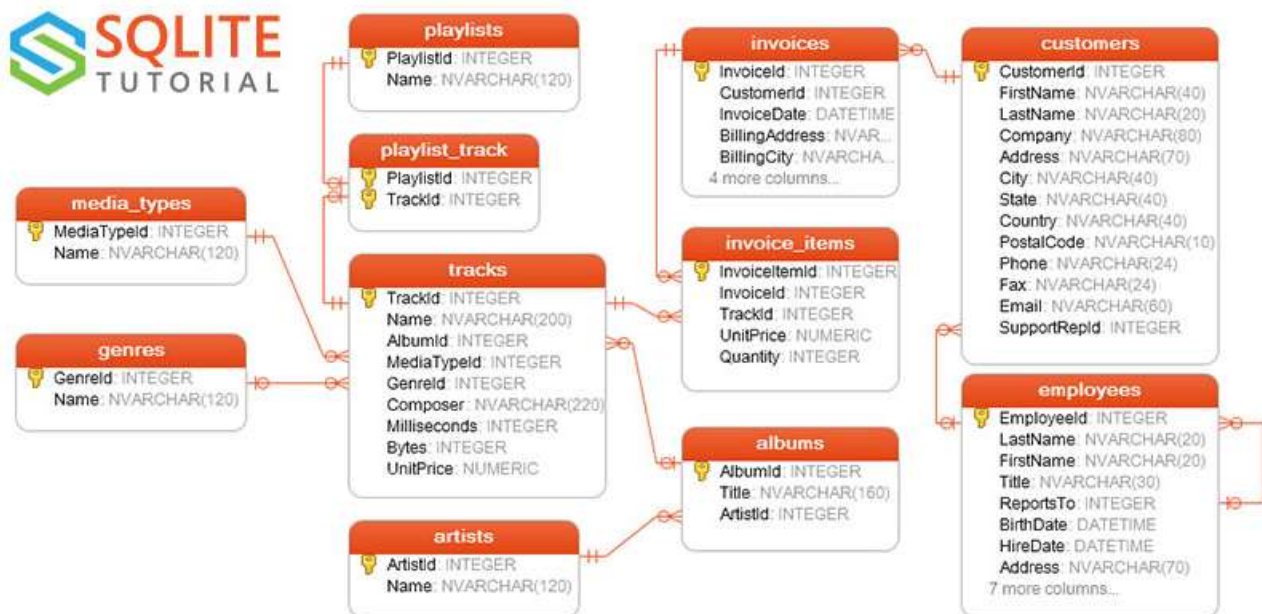 SQLITE
TUTORIAL
playlists
PlaylistId: INTEGER
Name: NVARCHAR(120)
playlist_track
PlaylistId: INTEGER
TrackId: INTEGER
media_types
MediaTypeId: INTEGER
Name: NVARCHAR(120)
genres
GenreId: INTEGER
Name: NVARCHAR(120)
tracks
TrackId: INTEGER
Name: NVARCHAR(200)
AlbumId: INTEGER
MediaTypeId: INTEGER
GenreId: INTEGER
Composer: NVARCHAR(220)
Milliseconds: INTEGER
Bytes: INTEGER
UnitPrice: NUMERIC
artists
ArtistId: INTEGER
Name: NVARCHAR(120)
invoices
InvoiceId: INTEGER
CustomerId: INTEGER
InvoiceDate: DATETIME
BillingAddress: NVAR...
BillingCity: NVARCHA...
4 more columns...
invoice_items
InvoiceItemId: INTEGER
InvoiceId: INTEGER
TrackId: INTEGER
UnitPrice: NUMERIC
Quantity: INTEGER
albums
AlbumId: INTEGER
Title: NVARCHAR(160)
ArtistId: INTEGER
customers
CustomerId: INTEGER
FirstName: NVARCHAR(40)
LastName: NVARCHAR(20)
Company: NVARCHAR(80)
Address: NVARCHAR(70)
City: NVARCHAR(40)
State: NVARCHAR(40)
Country: NVARCHAR(40)
PostalCode: NVARCHAR(10)
Phone: NVARCHAR(24)
Fax: NVARCHAR(24)
Email: NVARCHAR(60)
SupportRepId: INTEGER
employees
EmployeeId: INTEGER
LastName: NVARCHAR(20)
FirstName: NVARCHAR(20)
Title: NVARCHAR(30)
ReportsTo: INTEGER
BirthDate: DATETIME
HireDate: DATETIME
Address: NVARCHAR(70)
7 more columns...